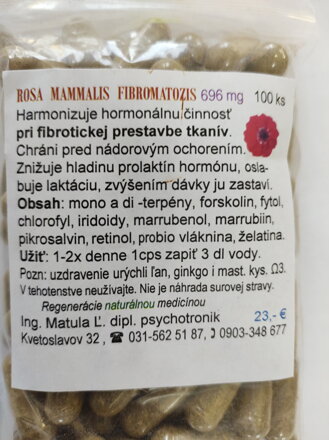 ROSA MAMMALIS FIBROMATOZIS 696 mg 100 ks
Harmonizuje hormonálnu činnosť
pri fibrotickej prestavbe tkanív.
Chráni pred nádorovým ochorením.
Znižuje hladinu prolaktín hormónu, osla-
buje laktáciu, zvýšením dávky ju zastaví.
Obsah: mono a di -terpény, forskolin, fytol,
chlorofyl, iridoidy, marrubenol, marrubiin,
pikrosalvin, retinol, probio vláknina, želatina.
Užiť: 1-2x denne 1cps zapiť 3 dl vody.
Pozn: uzdravenie urýchli ľan, ginkgo i mast. kys. Ω3.
V tehotenstve neužívajte. Nie je náhrada surovej stravy.
Regenerácie naturálnou medicínou
Ing. Matula Ľ. dipl. psychotronik 23,- €
Kvetoslavov 32 , ☎ 031-562 51 87, 0903-348 677